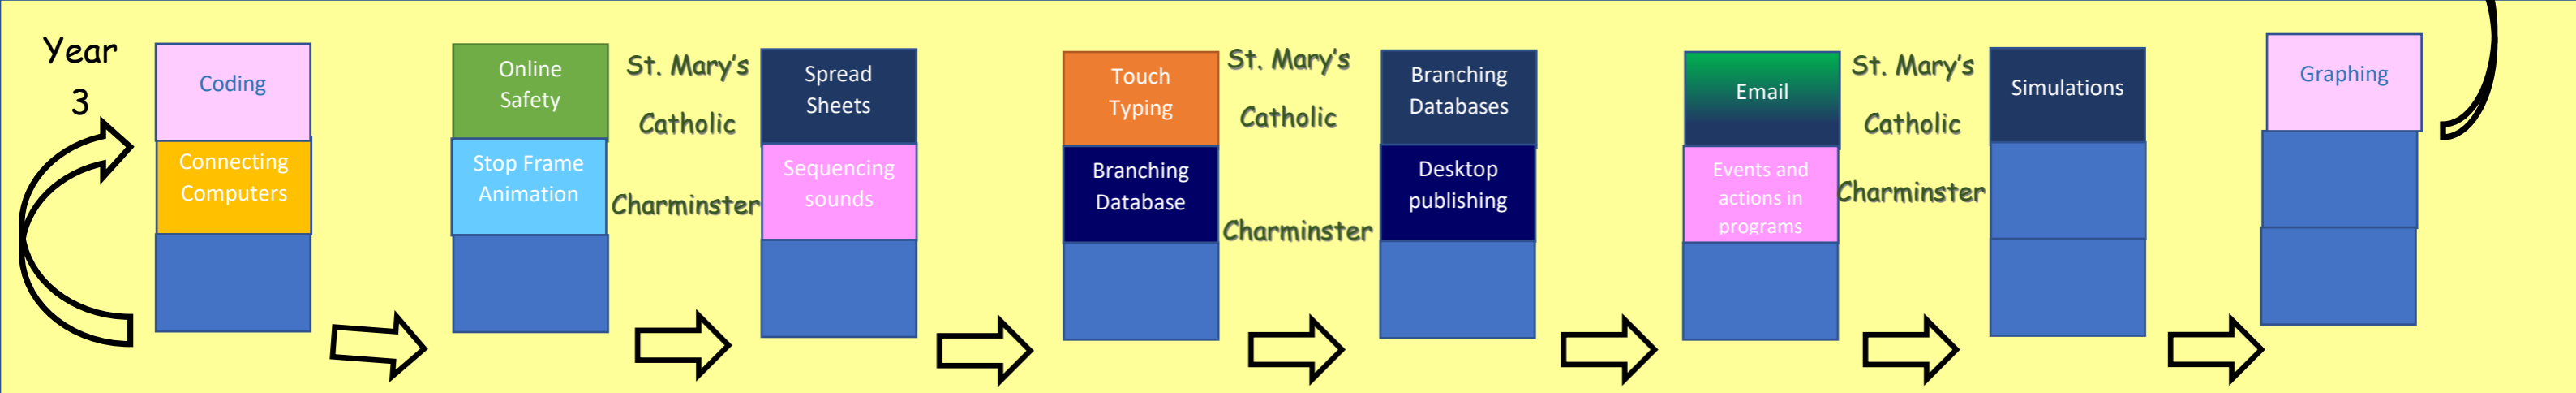 Year
3
Coding
Connecting
Computers
Online
Safety
Stop Frame
Animation
St. Mary's
Catholic
Charminster
Spread
Sheets
Sequencing
sounds
Touch
Typing
Branching
Database
St. Mary's
Catholic
Charminster
Branching
Databases
Desktop
publishing
Email
Events and
actions in
programs
St. Mary's
Catholic
Charminster
Simulations
Graphing